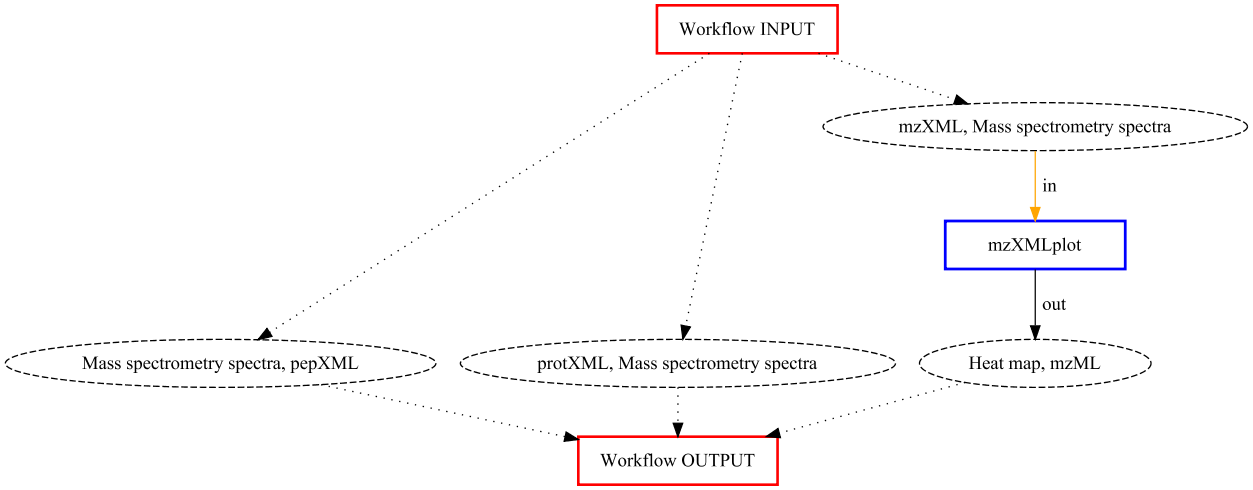 Workflow INPUT
mzXML, Mass spectrometry spectra
in
mzXMLplot
out
Mass spectrometry spectra, pepXML
protXML, Mass spectrometry spectra
Heat map, mzML
Workflow OUTPUT